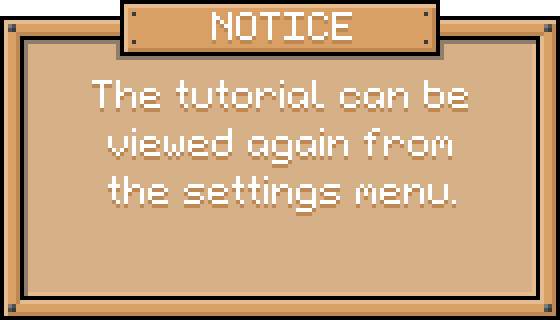 NOTICE
The tutorial can be
viewed again from
the settings menu.